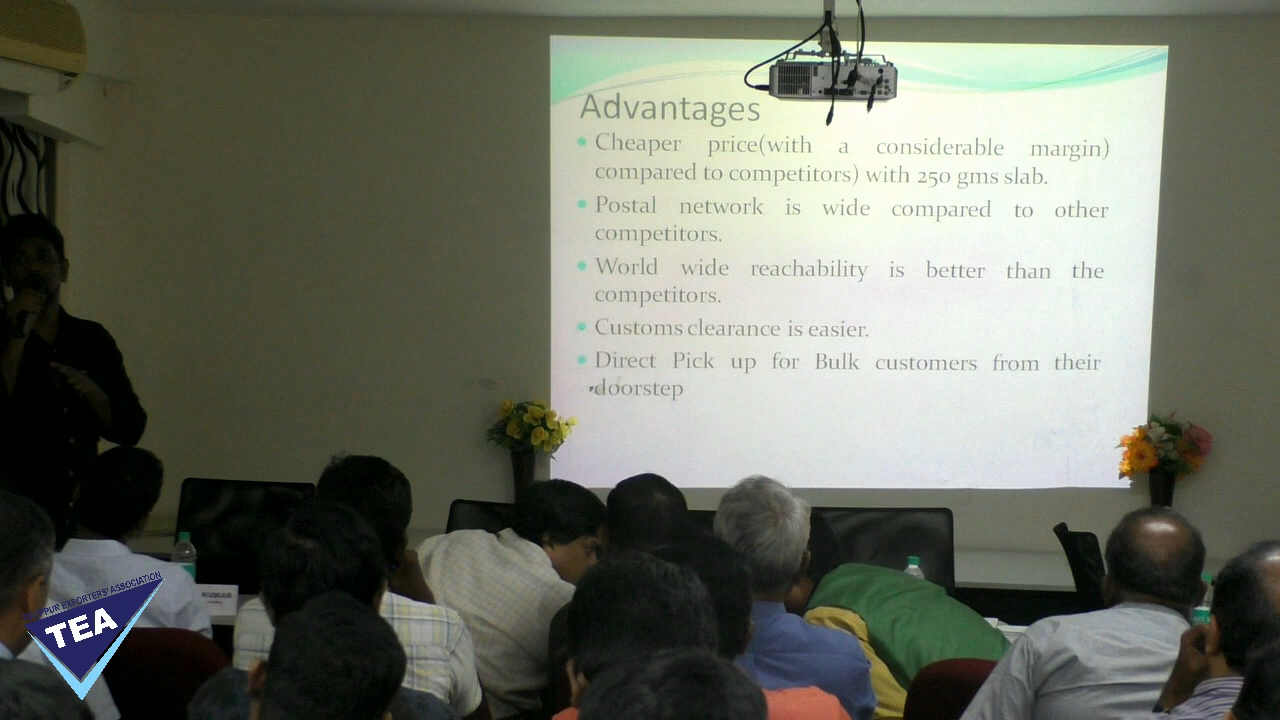 Advantages
Cheaper price(with a considerable margin)
compared to competitors) with 250 gms slab.
Postal network is wide compared to other
competitors.
World wide reachability is better than the
competitors.
Customs clearance is easier.
Direct Pick up for Bulk customers from their
doorstep
EXPORTERS' ASSOCIATION
TEA